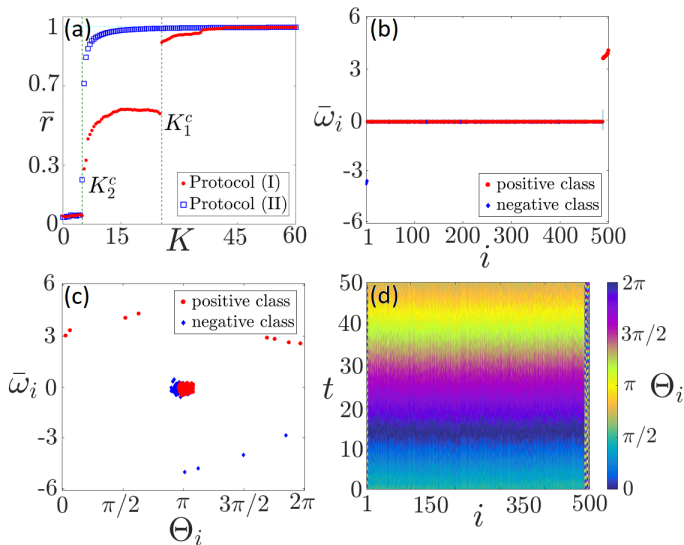 (a)
1
0.7
0.3
0
r̄
K₂ᶜ
K₁ᶜ
Protocol (I)
Protocol (II)
0 15 K 45 60
(b)
6
3
0
-3
-6
ω̄ᵢ
positive class
negative class
1 100 200 i 400 500
(c)
6
3
0
-3
-6
ω̄ᵢ
positive class
negative class
0 π/2 π 3π/2 2π
Θᵢ
(d)
50
40
30
t
20
10
0
1 150 i 350 500
2π
3π/2
π
Θᵢ
π/2
0